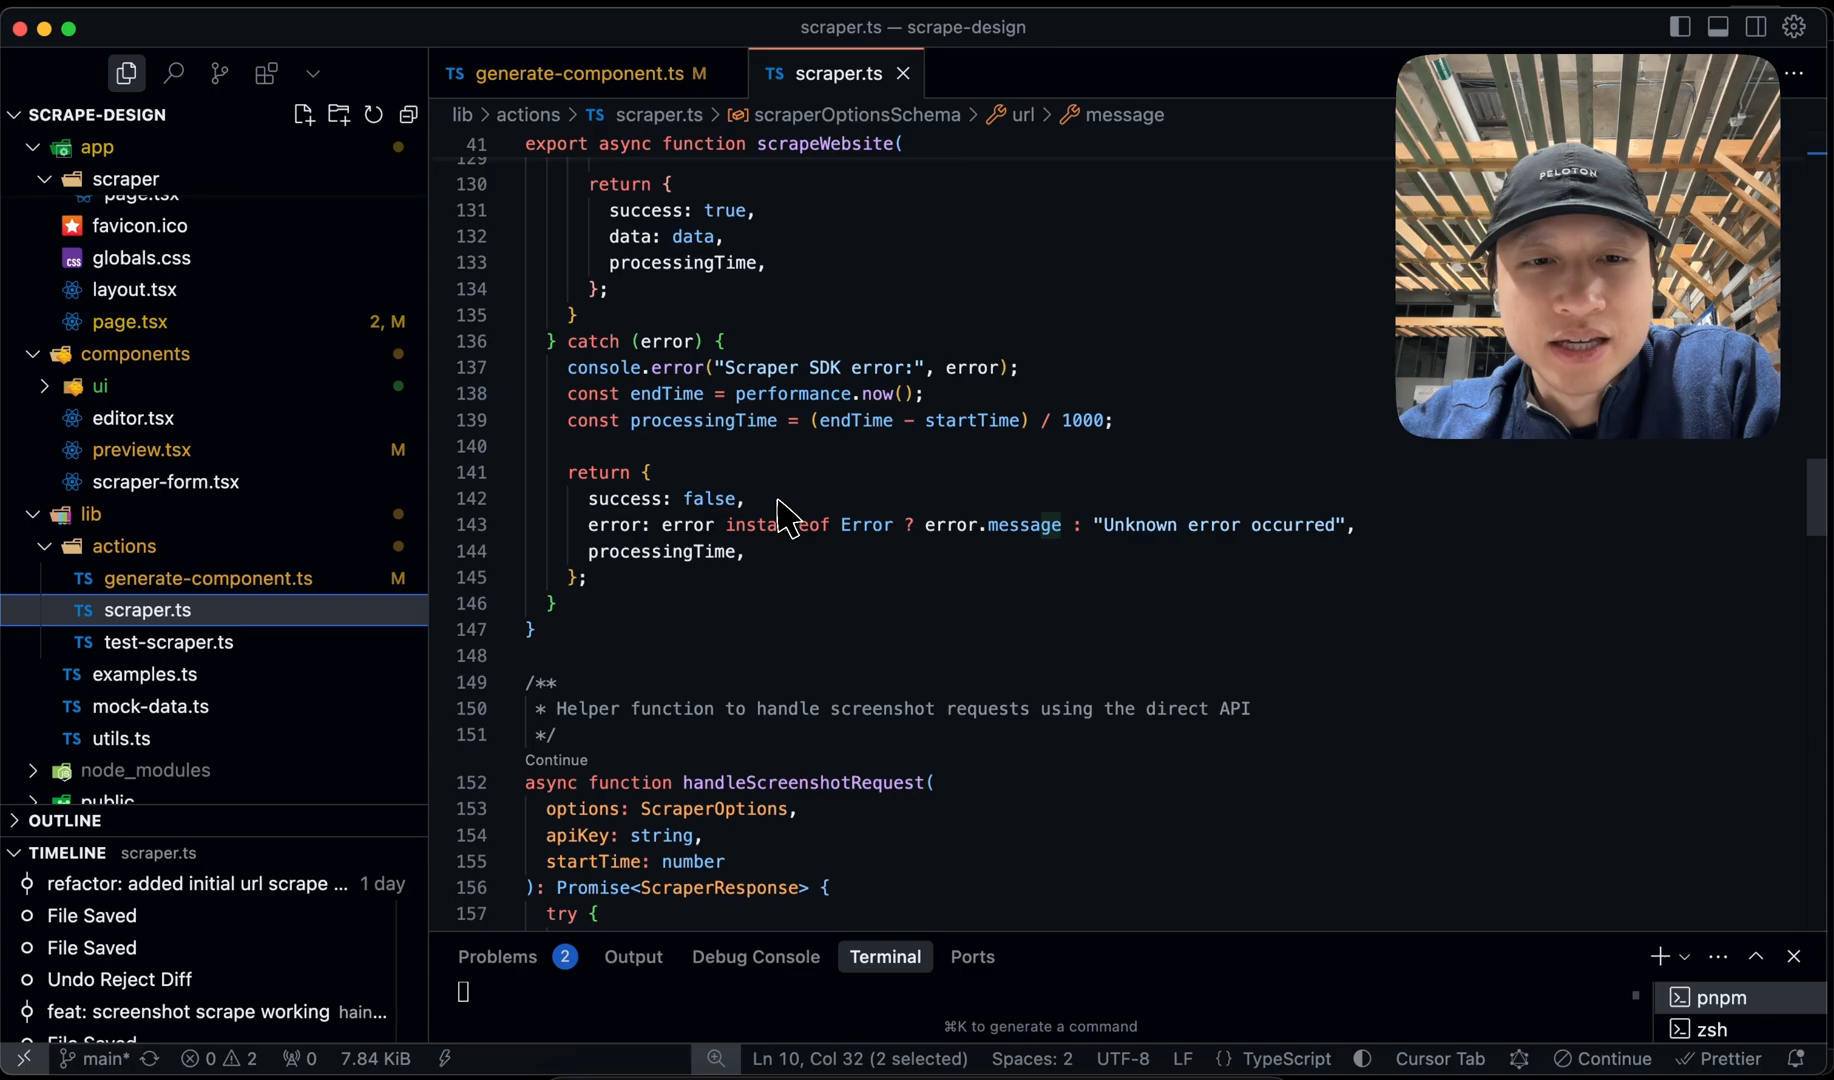 scraper.ts — scrape-design
SCRAPE-DESIGN
app
scraper
page.tsx
favicon.ico
globals.css
layout.tsx
page.tsx 2, M
components
ui
editor.tsx
preview.tsx M
scraper-form.tsx
lib
actions
TS generate-component.ts M
TS scraper.ts
TS test-scraper.ts
TS examples.ts
TS mock-data.ts
TS utils.ts
node_modules
public
OUTLINE
TIMELINE scraper.ts
refactor: added initial url scrape ... 1 day
File Saved
File Saved
Undo Reject Diff
feat: screenshot scrape working hain...
File Saved
TS generate-component.ts M
TS scraper.ts
lib > actions > TS scraper.ts > scraperOptionsSchema > url > message
41 export async function scrapeWebsite(
129
130 return {
131 success: true,
132 data: data,
133 processingTime,
134 };
135 }
136 } catch (error) {
137 console.error("Scraper SDK error:", error);
138 const endTime = performance.now();
139 const processingTime = (endTime - startTime) / 1000;
140
141 return {
142 success: false,
143 error: error instanceof Error ? error.message : "Unknown error occurred",
144 processingTime,
145 };
146 }
147 }
148
149 /**
150 * Helper function to handle screenshot requests using the direct API
151 */
Continue
152 async function handleScreenshotRequest(
153 options: ScraperOptions,
154 apiKey: string,
155 startTime: number
156 ): Promise<ScraperResponse> {
157 try {
PELOTON
Problems 2 Output Debug Console Terminal Ports
⌘K to generate a command
pnpm
zsh
main* 0 2 0 7.84 KiB Ln 10, Col 32 (2 selected) Spaces: 2 UTF-8 LF {} TypeScript Cursor Tab Continue Prettier